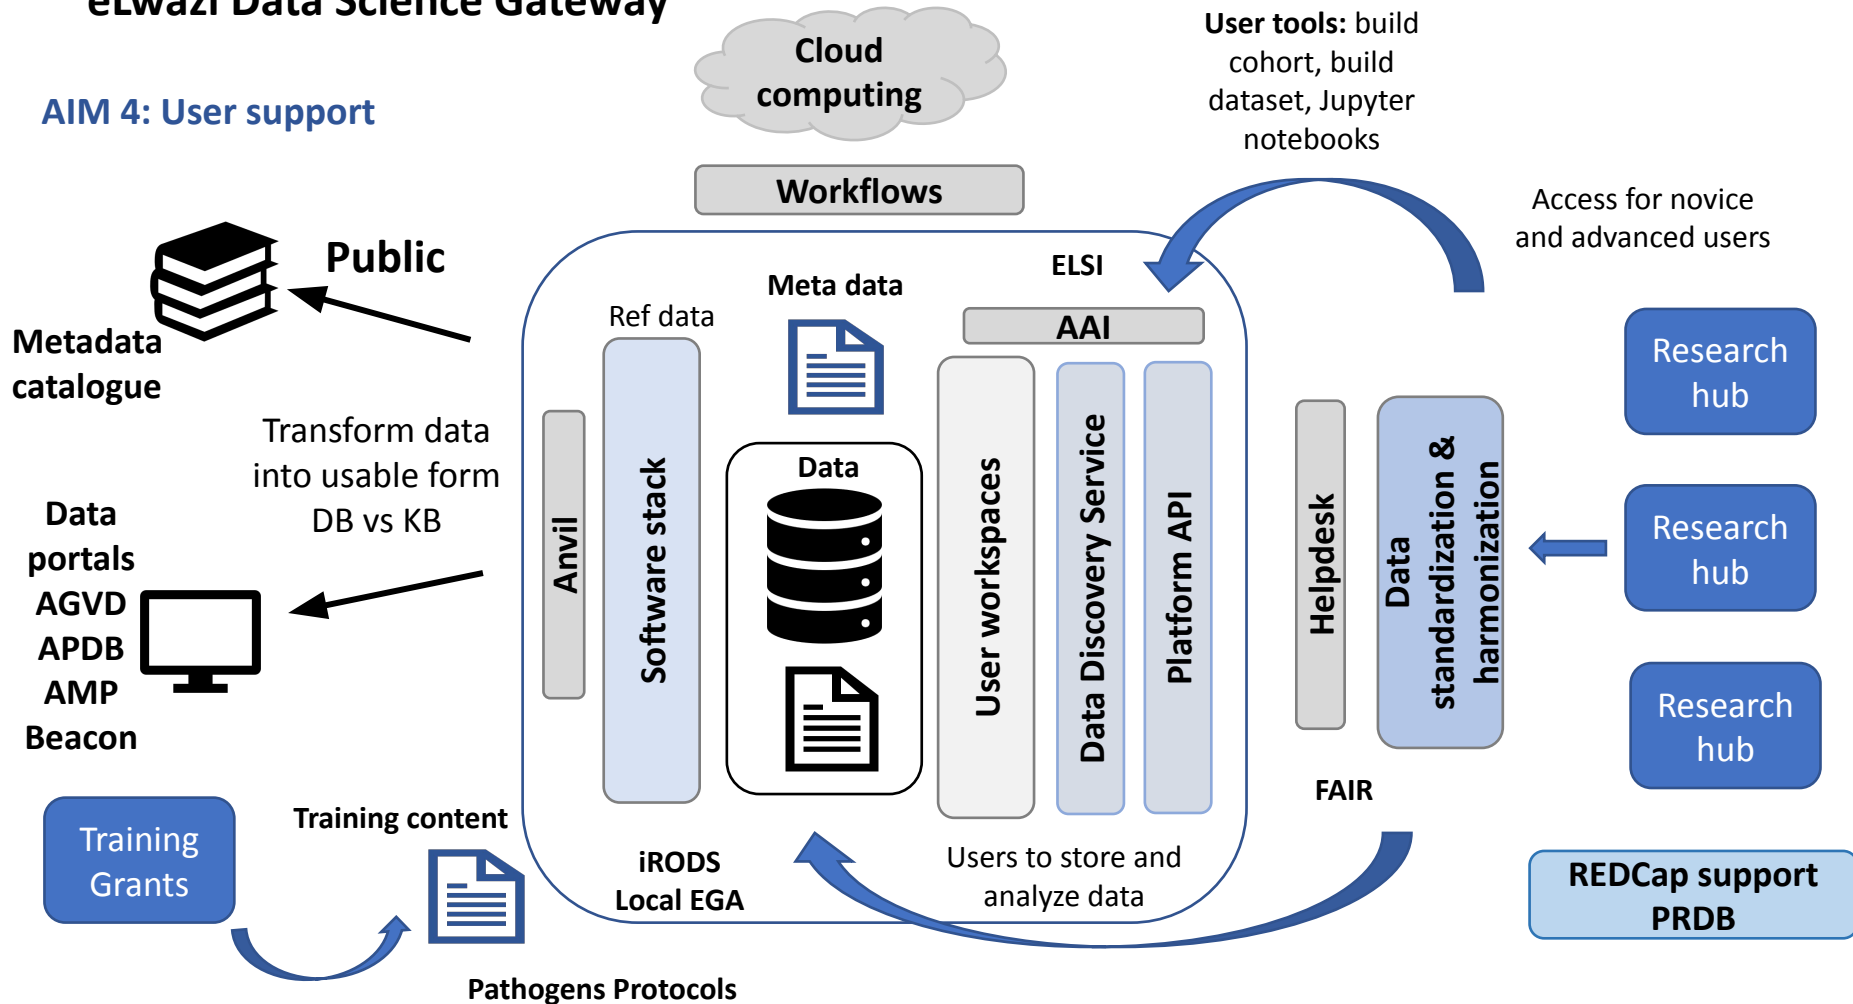 eLwazi Data Science Gateway
AIM 4: User support
Cloud
computing
Workflows
User tools: build
cohort, build
dataset, Jupyter
notebooks
Access for novice
and advanced users
Public
Metadata
catalogue
Transform data
into usable form
DB vs KB
Data
portals
AGVD
APDB
AMP
Beacon
Training
Grants
Training content
Pathogens Protocols
Anvil
Ref data
Software stack
Meta data
Data
ELSI
AAI
User workspaces
Data Discovery Service
Platform API
iRODS
Local EGA
Users to store and
analyze data
Helpdesk
Data
standardization &
harmonization
FAIR
Research
hub
Research
hub
Research
hub
REDCap support
PRDB